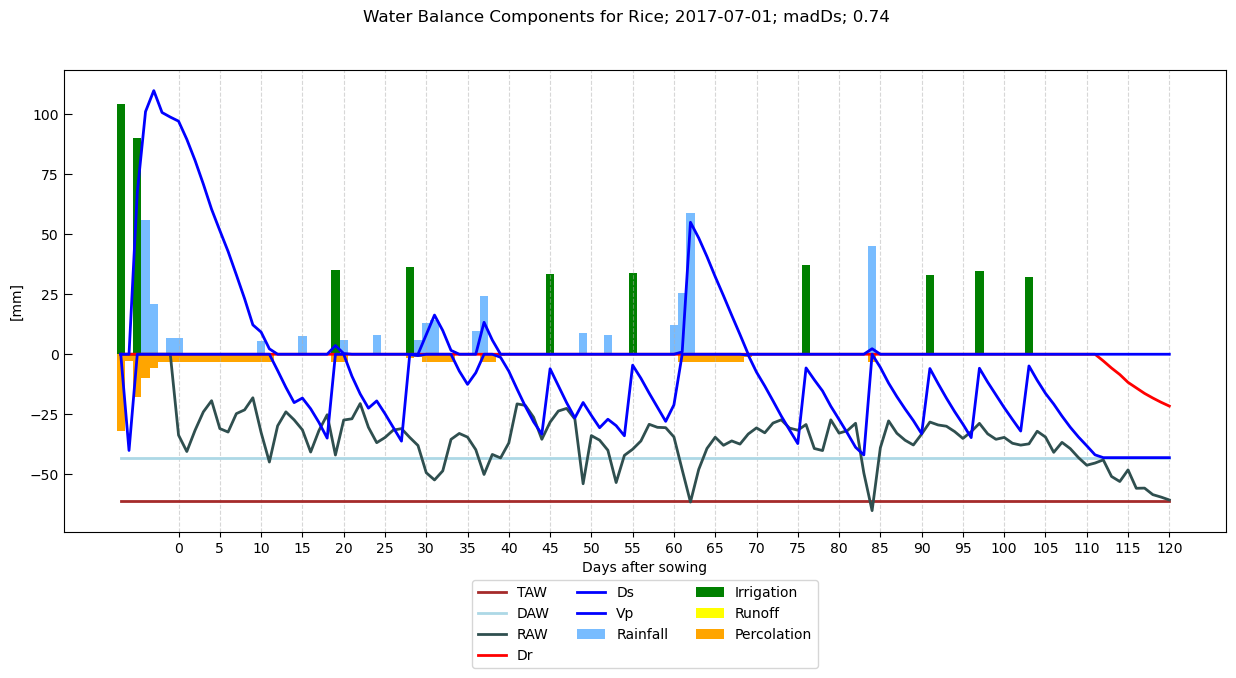 Water Balance Components for Rice; 2017-07-01; madDs; 0.74
100
75
50
25
0
−25
−50
[mm]
0 5 10 15 20 25 30 35 40 45 50 55 60 65 70 75 80 85 90 95 100 105 110 115 120
Days after sowing
TAW
DAW
RAW
Dr
Ds
Vp
Rainfall
Irrigation
Runoff
Percolation